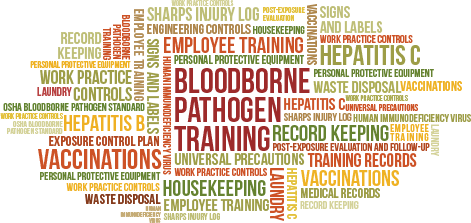 WORK PRACTICE CONTROLS
SHARPS INJURY LOG
POST-EXPOSURE
EVALUATION
VACCINATIONS
SIGNS
AND LABELS
BLOODBORNE
PATHOGEN
TRAINING
EMPLOYEE TRAINING
ENGINEERING CONTROLS
HOUSEKEEPING
WORK PRACTICE CONTROLS
RECORD
KEEPING
SIGNS AND LABELS
EMPLOYEE TRAINING
HEPATITIS C
PERSONAL PROTECTIVE EQUIPMENT
PERSONAL PROTECTIVE EQUIPMENT
HUMAN IMMUNODEFICIENCY VIRUS
BLOODBORNE
PATHOGEN
TRAINING
PERSONAL PROTECTIVE EQUIPMENT
WORK PRACTICE
CONTROLS
LAUNDRY
WASTE DISPOSAL
VACCINATIONS
HEPATITIS C
WORK PRACTICE CONTROLS
UNIVERSAL PRECAUTIONS
OSHA BLOODBORNE PATHOGEN STANDARD
WORK PRACTICE CONTROLS
OSHA BLOODBORNE
PATHOGEN STANDARD
HEPATITIS B
SHARPS INJURY LOG
HUMAN IMMUNODEFICIENCY VIRUS
RECORD KEEPING
EMPLOYEE
TRAINING
LAUNDRY
EXPOSURE CONTROL PLAN
POST-EXPOSURE EVALUATION AND FOLLOW-UP
VACCINATIONS
UNIVERSAL PRECAUTIONS
TRAINING RECORDS
PERSONAL PROTECTIVE EQUIPMENT
WORK PRACTICE CONTROLS
LAUNDRY
HEPATITIS C
VACCINATIONS
WORK PRACTICE CONTROLS
HOUSEKEEPING
MEDICAL RECORDS
WASTE DISPOSAL
EMPLOYEE TRAINING
RECORD KEEPING
HUMAN
IMMUNODEFICIENCY
VIRUS
SHARPS INJURY LOG